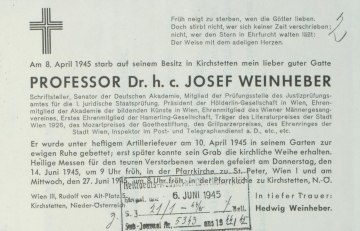 Früh neigt zu sterben, wen die Götter lieben.
Doch stirbt nicht, wer sich keiner Zeit verschrieben;
nicht, wer den Stern in Ehrfurcht walten läßt:
Der Weise mit dem adeligen Herzen.
2
Am 8. April 1945 starb auf seinem Besitz in Kirchstetten mein lieber guter Gatte
PROFESSOR Dr. h. c. JOSEF WEINHEBER
Schriftsteller, Senator der Deutschen Akademie, Mitglied der Prüfungsstelle des Justizprüfungs-
amtes für die I. juridische Staatsprüfung, Präsident der Hölderlin-Gesellschaft in Wien, Ehren-
mitglied der Akademie der bildenden Künste in Wien, Ehrenmitglied des Wiener Männergesang-
vereines, Erstes Ehrenmitglied der Hamerling-Gesellschaft, Träger des Literaturpreises der Stadt
Wien 1926, des Mozartpreises der Goethestiftung, des Grillparzerpreises, des Ehrenringes der
Stadt Wien, Inspektor im Post- und Telegraphendienst a. D., etc., etc.
Er wurde unter heftigem Artilleriefeuer am 10. April 1945 in seinem Garten zur
ewigen Ruhe gebettet; erst später konnte sein Grab die kirchliche Weihe erhalten.
Heilige Messen für den teuren Verstorbenen werden gefeiert am Donnerstag, den
14. Juni 1945, um 9 Uhr früh, in der Pfarrkirche zu St. Peter, Wien I und am
Mittwoch, den 27. Juni 1945, um 8 Uhr früh, in der Pfarrkirche zu Kirchstetten, N.-Ö.
6. JUNI 1945
Wien III, Rudolf von Alt-Platz
Kirchstetten, Nieder-Österreich
In tiefer Trauer:
Hedwig Weinheber.
5343